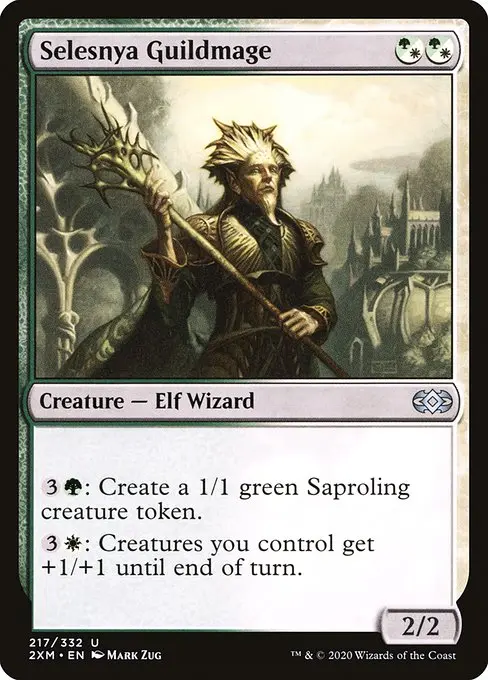 Selesnya Guildmage
Creature — Elf Wizard
3: Create a 1/1 green Saproling
creature token.
3: Creatures you control get
+1/+1 until end of turn.
2/2
217/332 U
2XM • EN Mark Zug
™ & © 2020 Wizards of the Coast